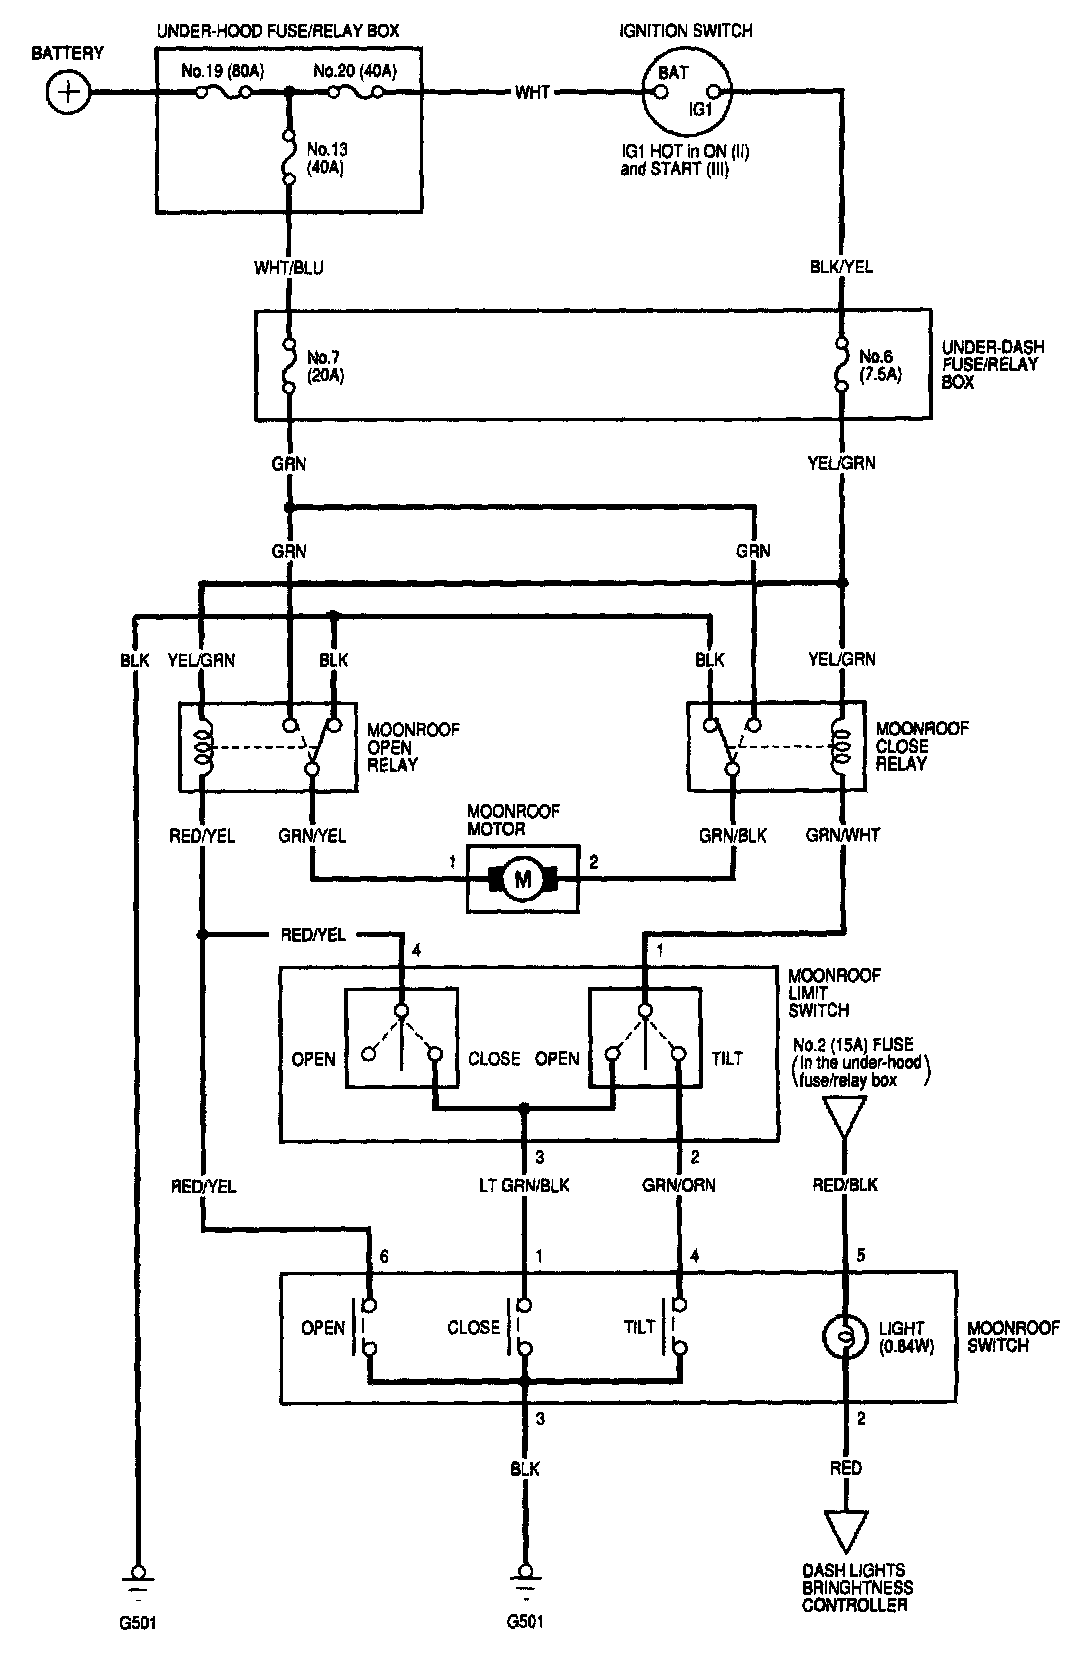 UNDER-HOOD FUSE/RELAY BOX
IGNITION SWITCH
BATTERY
+
No.19 (80A)
No.20 (40A)
WHT
BAT
IG1
No.13
(40A)
IG1 HOT in ON (II)
and START (III)
WHT/BLU
BLK/YEL
No.7
(20A)
No.6
(7.5A)
UNDER-DASH
FUSE/RELAY
BOX
GRN
YEL/GRN
GRN
GRN
BLK
YEL/GRN
BLK
BLK
YEL/GRN
MOONROOF
OPEN
RELAY
MOONROOF
CLOSE
RELAY
RED/YEL
GRN/YEL
MOONROOF
MOTOR
GRN/BLK
GRN/WHT
1
M
2
RED/YEL
4
1
MOONROOF
LIMIT
SWITCH
OPEN
CLOSE
OPEN
TILT
No.2 (15A) FUSE
(In the under-hood
fuse/relay box)
3
2
RED/YEL
LT GRN/BLK
GRN/ORN
RED/BLK
6
1
4
5
OPEN
CLOSE
TILT
LIGHT
(0.84W)
MOONROOF
SWITCH
3
2
BLK
RED
G501
G501
DASH LIGHTS
BRINGHTNESS
CONTROLLER